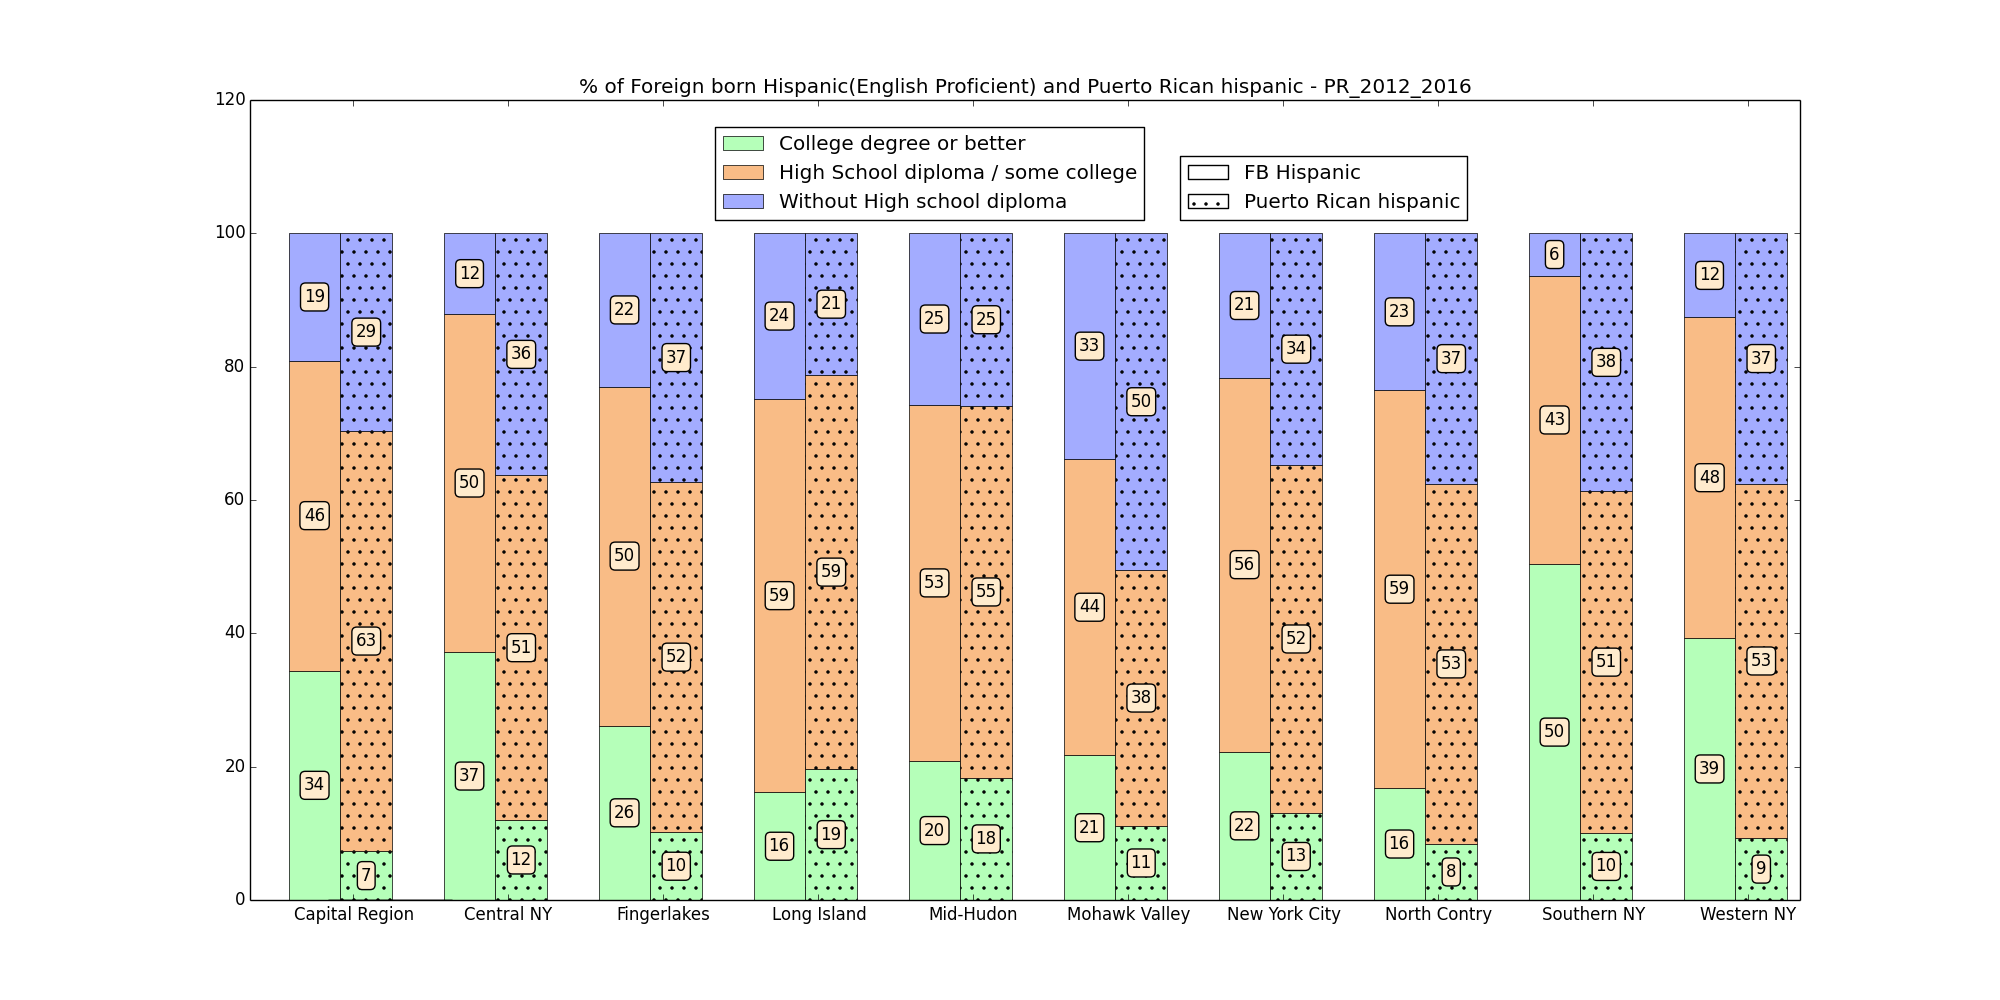 % of Foreign born Hispanic(English Proficient) and Puerto Rican hispanic - PR_2012_2016
120
College degree or better
High School diploma / some college
Without High school diploma
FB Hispanic
Puerto Rican hispanic
100
80
60
40
20
0
19 29 12 36 22 37 24 21 25 25 33 50 21 34 23 37 6 38 12 37
46 63 50 51 50 52 59 59 53 55 44 38 56 52 59 53 43 51 48 53
34 7 37 12 26 10 16 19 20 18 21 11 22 13 16 8 50 10 39 9
Capital Region Central NY Fingerlakes Long Island Mid-Hudon Mohawk Valley New York City North Contry Southern NY Western NY